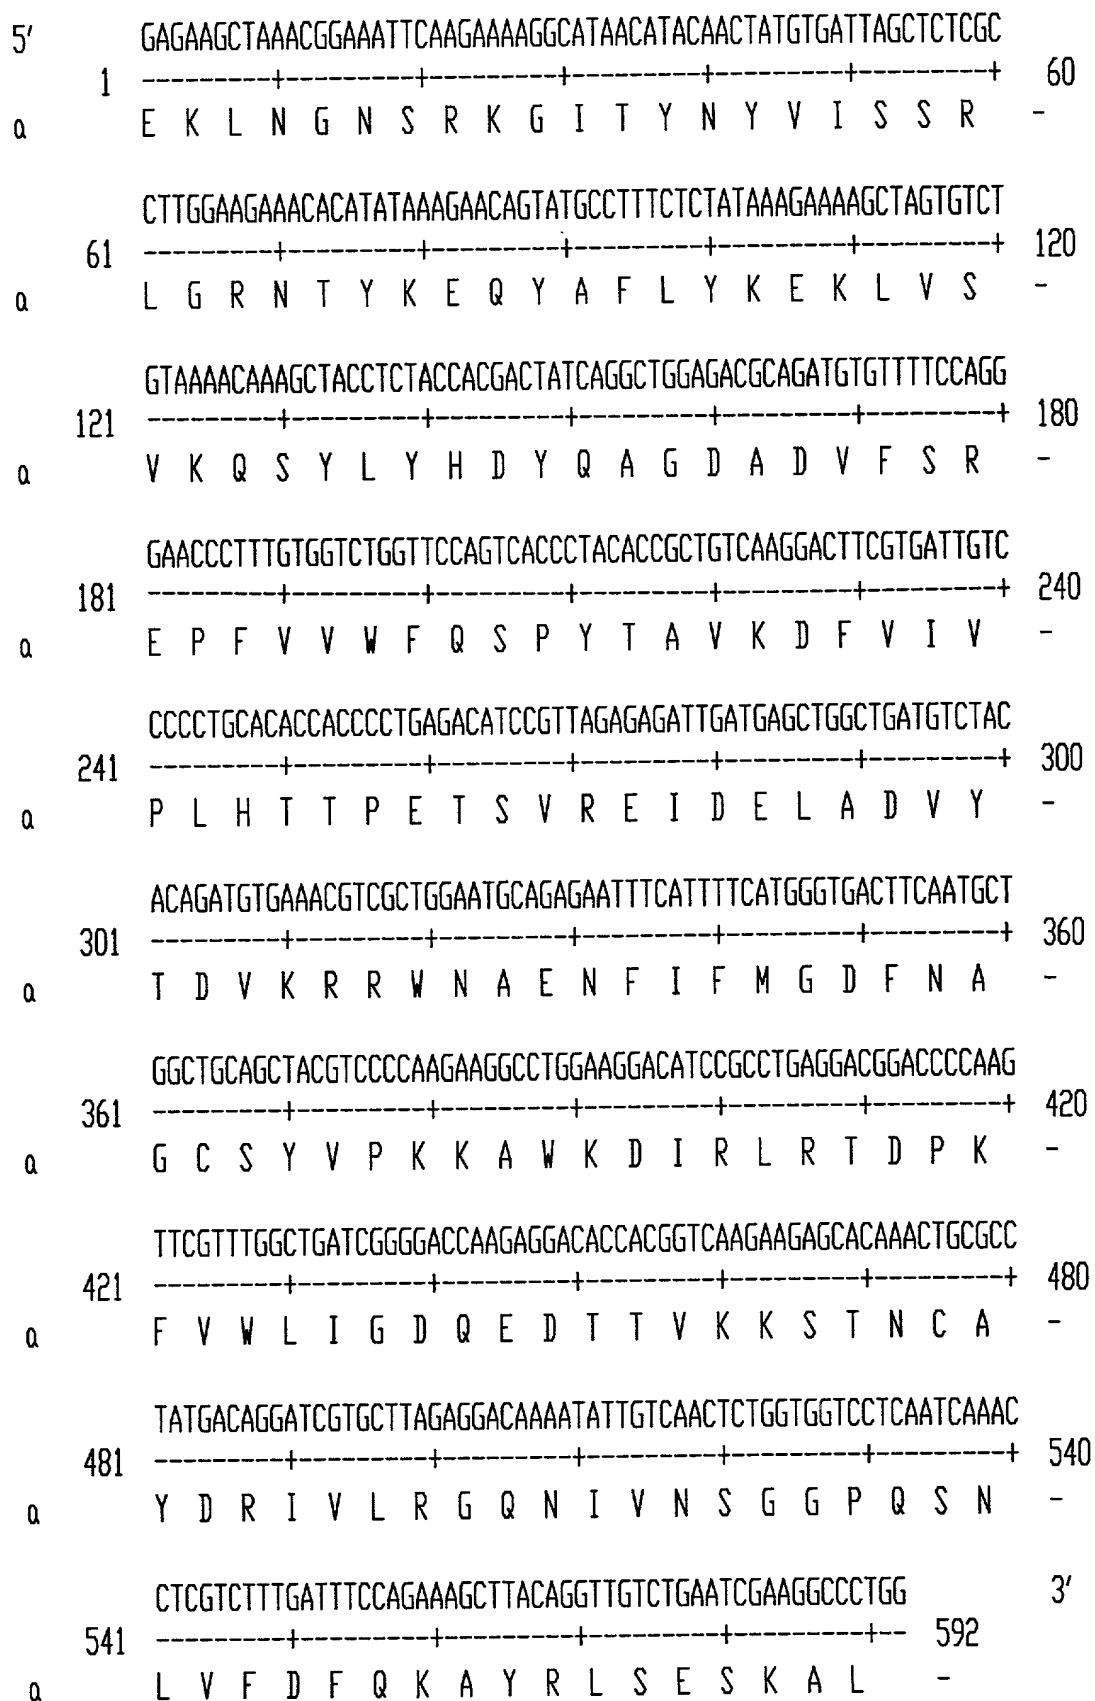 5' GAGAAGCTAAACGGAAATTCAAGAAAAGGCATAACATACAACTATGTGATTAGCTCTCGC
1 ---------+---------+---------+---------+---------+---------+ 60
a E K L N G N S R K G I T Y N Y V I S S R -
CTTGGAAGAAACACATATAAAGAACAGTATGCCTTTCTCTATAAAGAAAAGCTAGTGTCT
61 ---------+---------+---------+---------+---------+---------+ 120
a L G R N T Y K E Q Y A F L Y K E K L V S -
GTAAAACAAAGCTACCTCTACCACGACTATCAGGCTGGAGACGCAGATGTGTTTTCCAGG
121 ---------+---------+---------+---------+---------+---------+ 180
a V K Q S Y L Y H D Y Q A G D A D V F S R -
GAACCCTTTGTGGTCTGGTTCCAGTCACCCTACACCGCTGTCAAGGACTTCGTGATTGTC
181 ---------+---------+---------+---------+---------+---------+ 240
a E P F V V W F Q S P Y T A V K D F V I V -
CCCCTGCACACCACCCCTGAGACATCCGTTAGAGAGATTGATGAGCTGGCTGATGTCTAC
241 ---------+---------+---------+---------+---------+---------+ 300
a P L H T T P E T S V R E I D E L A D V Y -
ACAGATGTGAAACGTCGCTGGAATGCAGAGAATTTCATTTTCATGGGTGACTTCAATGCT
301 ---------+---------+---------+---------+---------+---------+ 360
a T D V K R R W N A E N F I F M G D F N A -
GGCTGCAGCTACGTCCCCAAGAAGGCCTGGAAGGACATCCGCCTGAGGACGGACCCCAAG
361 ---------+---------+---------+---------+---------+---------+ 420
a G C S Y V P K K A W K D I R L R T D P K -
TTCGTTTGGCTGATCGGGGACCAAGAGGACACCACGGTCAAGAAGAGCACAAACTGCGCC
421 ---------+---------+---------+---------+---------+---------+ 480
a F V W L I G D Q E D T T V K K S T N C A -
TATGACAGGATCGTGCTTAGAGGACAAAATATTGTCAACTCTGGTGGTCCTCAATCAAAC
481 ---------+---------+---------+---------+---------+---------+ 540
a Y D R I V L R G Q N I V N S G G P Q S N -
CTCGTCTTTGATTTCCAGAAAGCTTACAGGTTGTCTGAATCGAAGGCCCTGG 3'
541 ---------+---------+---------+---------+---------+-- 592
a L V F D F Q K A Y R L S E S K A L -